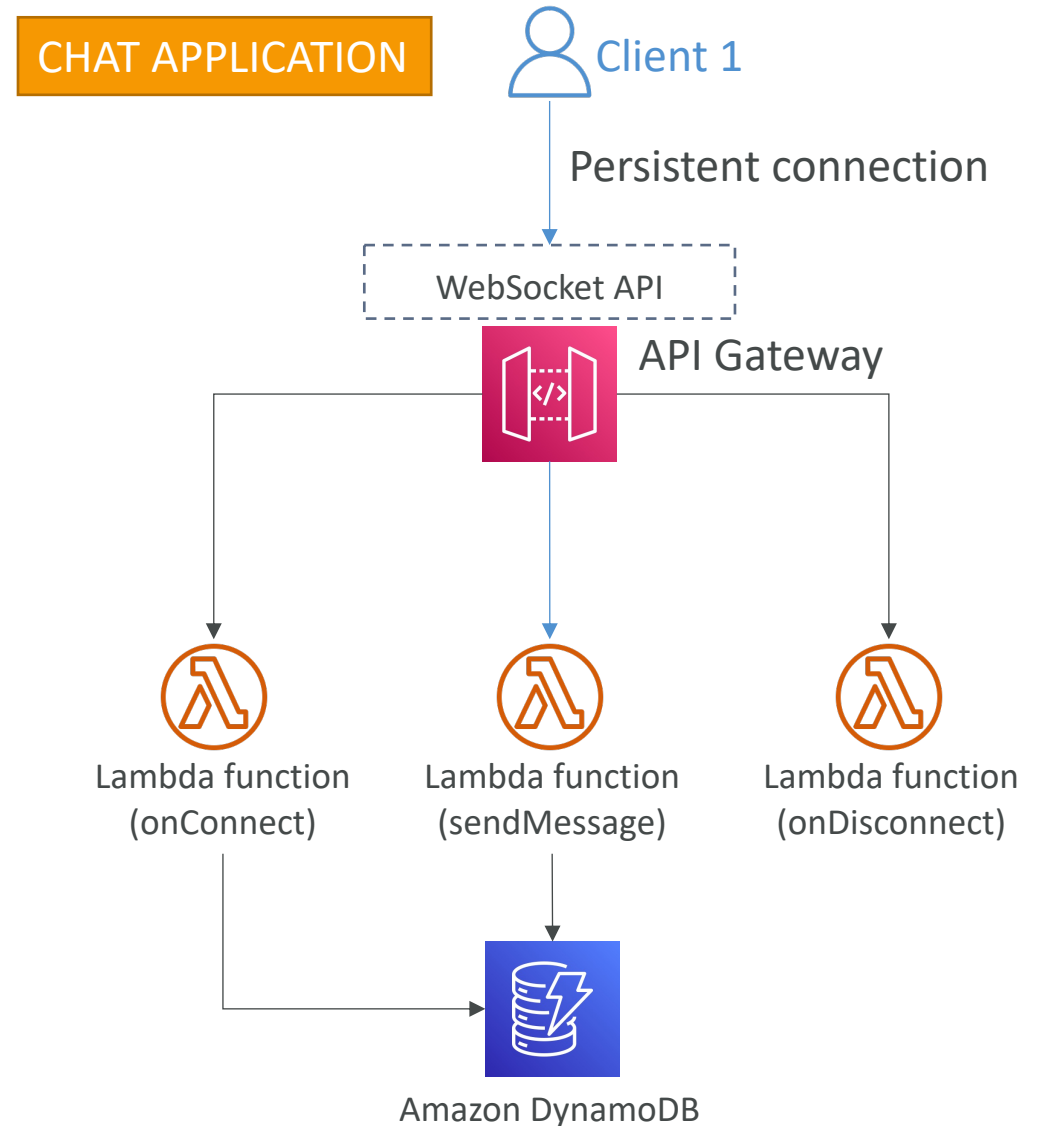 CHAT APPLICATION
Client 1
Persistent connection
WebSocket API
API Gateway
</>
Lambda function
(onConnect)
Lambda function
(sendMessage)
Lambda function
(onDisconnect)
Amazon DynamoDB